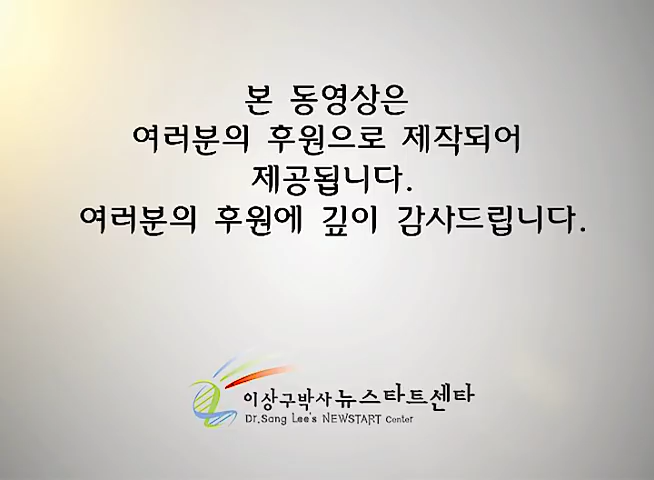 본 동영상은
여러분의 후원으로 제작되어
제공됩니다.
여러분의 후원에 깊이 감사드립니다.
이상구박사 뉴스타트센타
Dr.Sang Lee's NEWSTART Center